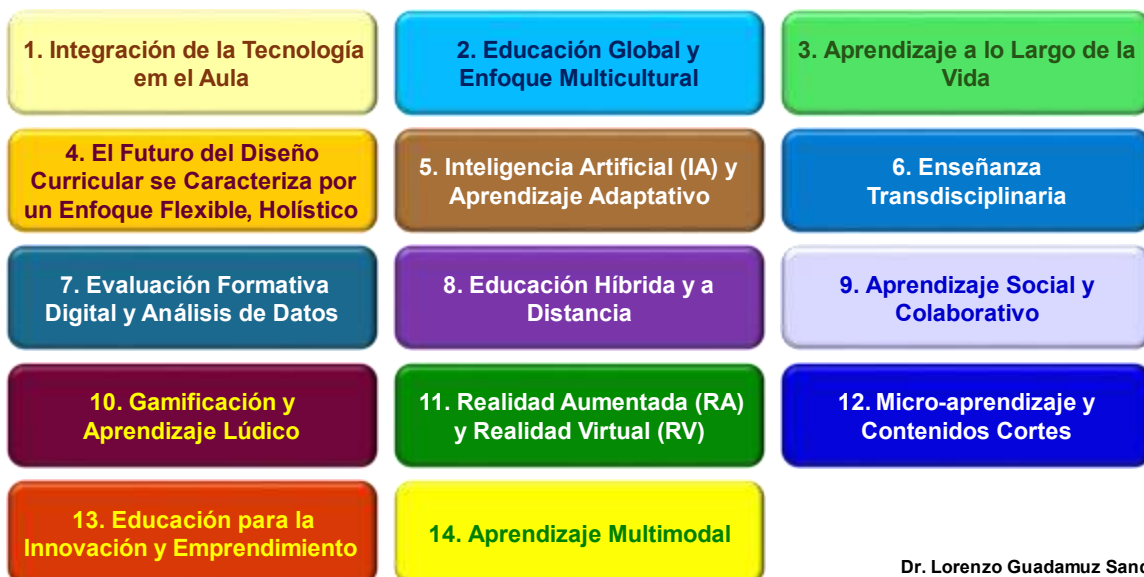 1. Integración de la Tecnología
em el Aula
2. Educación Global y
Enfoque Multicultural
3. Aprendizaje a lo Largo de la
Vida
4. El Futuro del Diseño
Curricular se Caracteriza por
un Enfoque Flexible, Holístico
5. Inteligencia Artificial (IA) y
Aprendizaje Adaptativo
6. Enseñanza
Transdisciplinaria
7. Evaluación Formativa
Digital y Análisis de Datos
8. Educación Híbrida y a
Distancia
9. Aprendizaje Social y
Colaborativo
10. Gamificación y
Aprendizaje Lúdico
11. Realidad Aumentada (RA)
y Realidad Virtual (RV)
12. Micro-aprendizaje y
Contenidos Cortes
13. Educación para la
Innovación y Emprendimiento
14. Aprendizaje Multimodal
Dr. Lorenzo Guadamuz